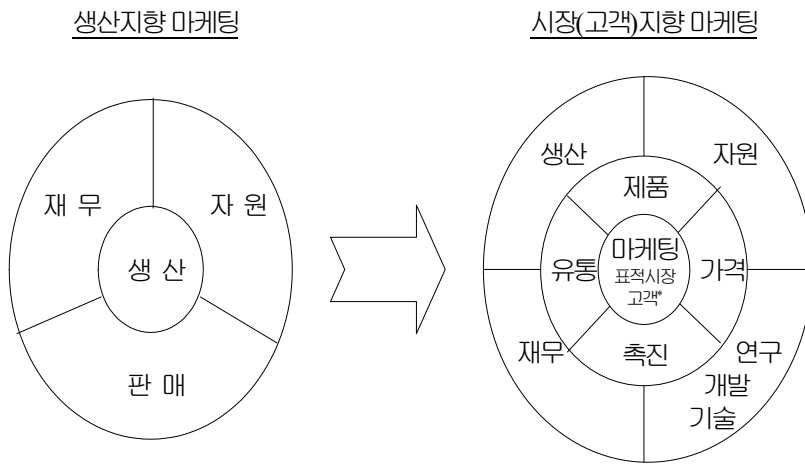 생산지향 마케팅
재 무
자 원
생 산
판 매
시장(고객)지향 마케팅
생산
자원
제품
유통
마케팅
표적시장
고객*
가격
재무
촉진
연구
개발
기술